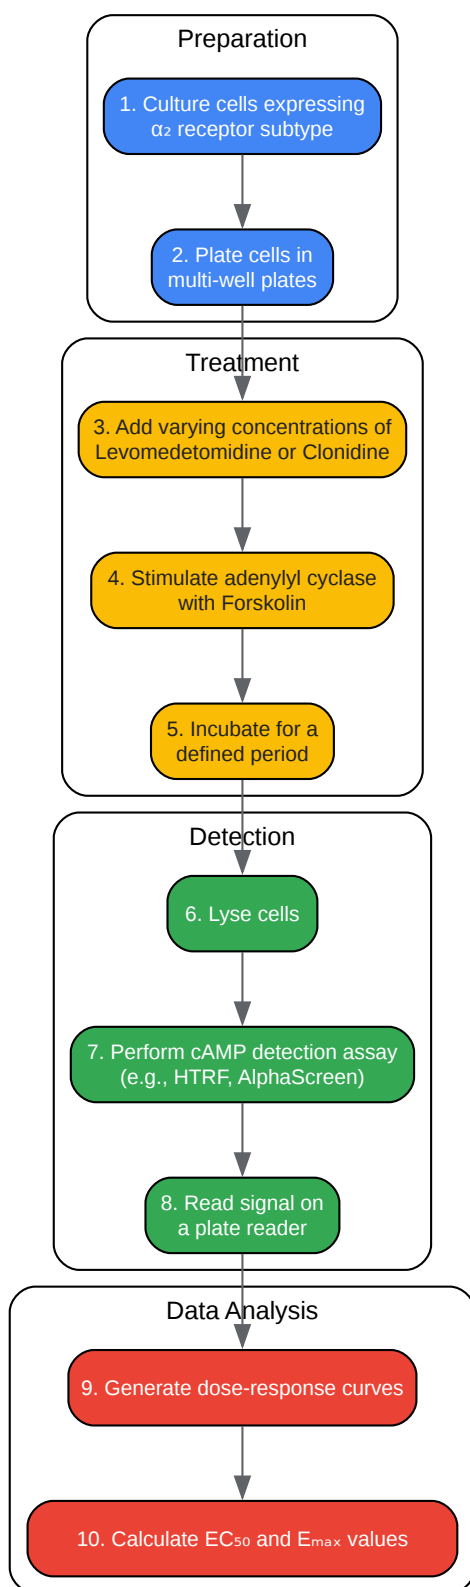 Preparation
1. Culture cells expressing
α₂ receptor subtype
2. Plate cells in
multi-well plates
Treatment
3. Add varying concentrations of
Levomedetomidine or Clonidine
4. Stimulate adenylyl cyclase
with Forskolin
5. Incubate for a
defined period
Detection
6. Lyse cells
7. Perform cAMP detection assay
(e.g., HTRF, AlphaScreen)
8. Read signal on
a plate reader
Data Analysis
9. Generate dose-response curves
10. Calculate EC₅₀ and Eₘₐₓ values